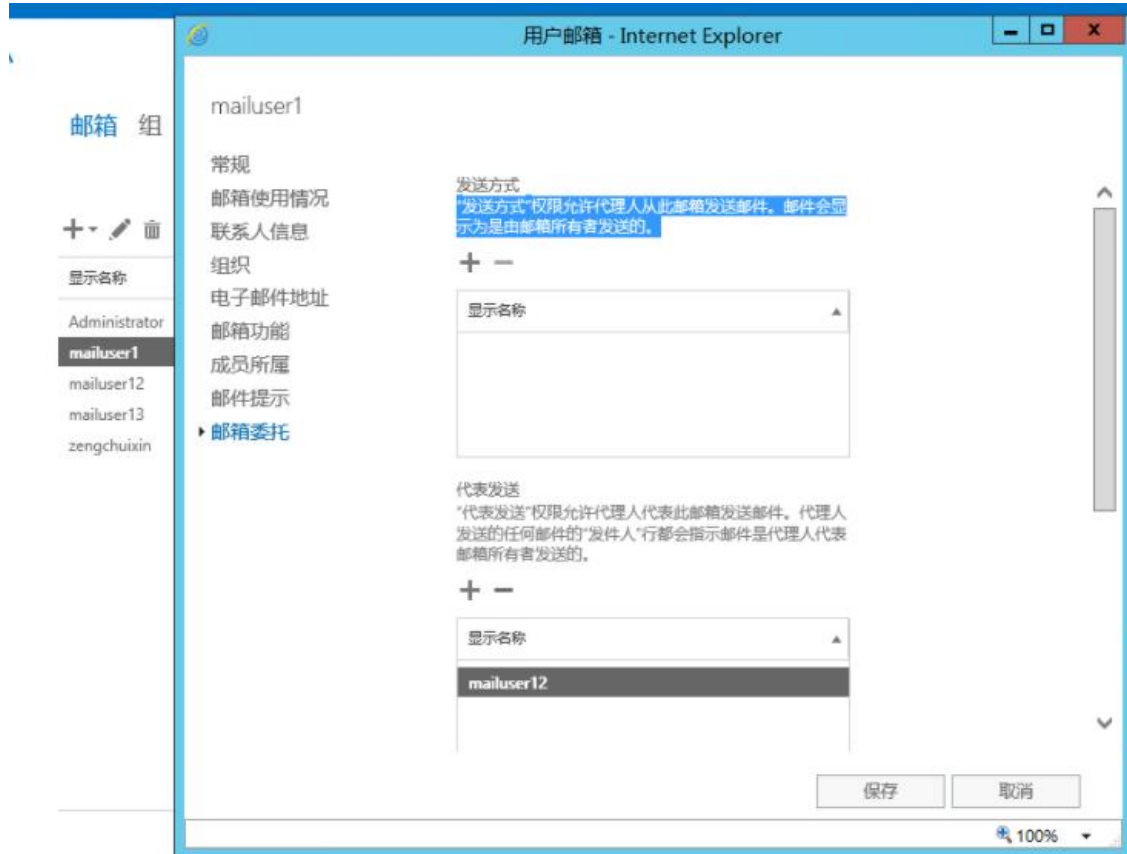 用户邮箱 - Internet Explorer
邮箱 组
显示名称
Administrator
mailuser1
mailuser12
mailuser13
zengchuixin
mailuser1
常规
邮箱使用情况
联系人信息
组织
电子邮件地址
邮箱功能
成员所属
邮件提示
邮箱委托
发送方式
“发送方式”权限允许代理人从此邮箱发送邮件。邮件会显
示为是由邮箱所有者发送的。
显示名称
代表发送
“代表发送”权限允许代理人代表此邮箱发送邮件。代理人
发送的任何邮件的“发件人”行都会指示邮件是代理人代表
邮箱所有者发送的。
显示名称
mailuser12
保存 取消
100%